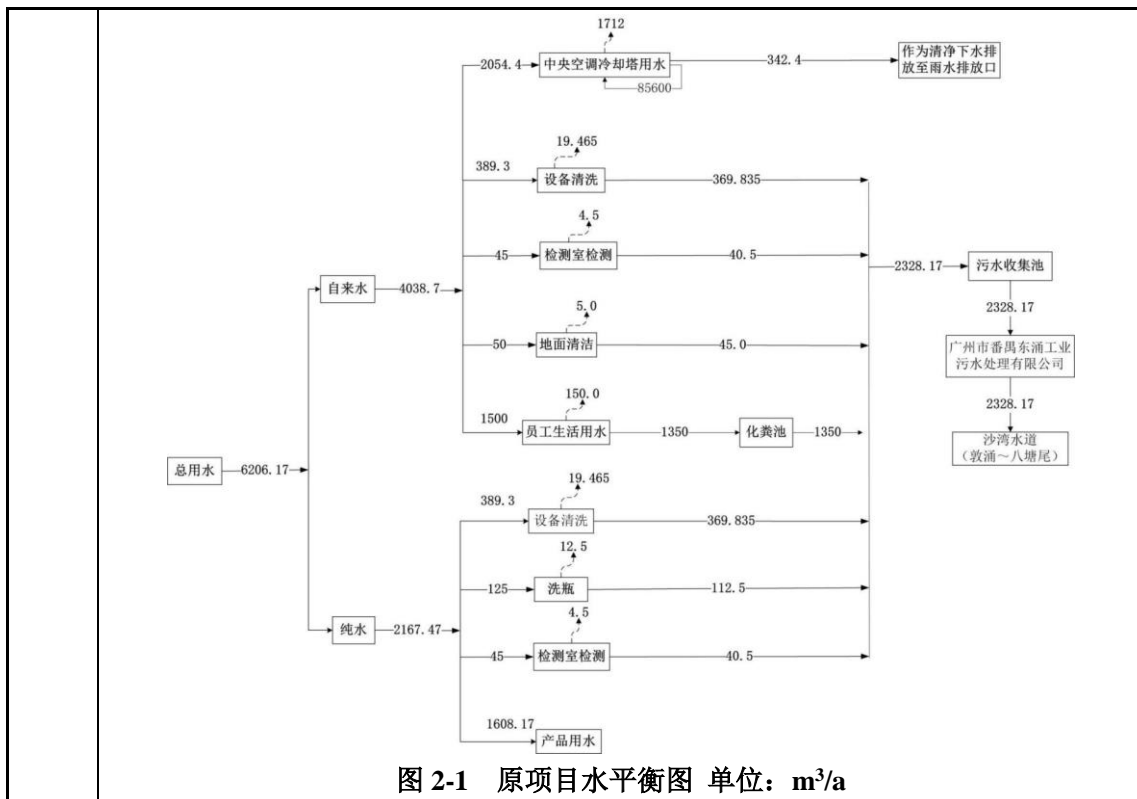 1712
2054.4
中央空调冷却塔用水
342.4
作为清净下水排
放至雨水排放口
85600
19.465
389.3
设备清洗
369.835
4.5
45
检测室检测
40.5
2328.17
污水收集池
自来水
4038.7
5.0
2328.17
50
地面清洁
45.0
广州市番禺东涌工业
污水处理有限公司
150.0
2328.17
1500
员工生活用水
1350
化粪池
1350
沙湾水道
(敦涌~八塘尾)
总用水
6206.17
19.465
389.3
设备清洗
369.835
12.5
125
洗瓶
112.5
纯水
2167.47
4.5
45
检测室检测
40.5
1608.17
产品用水
图 2-1 原项目水平衡图 单位：m³/a